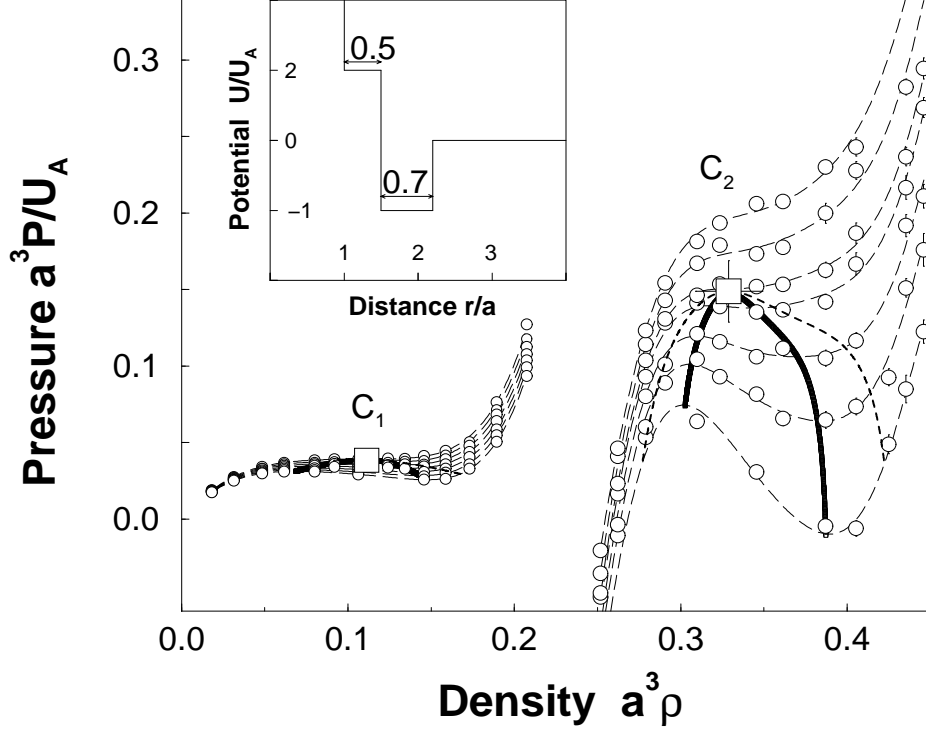 0.3
0.2
0.1
0.0
Pressure a³P/U_A
0.0 0.1 0.2 0.3 0.4
Density a³ρ
C₁
C₂
Potential U/U_A
2
0
−1
0.5
0.7
1 2 3
Distance r/a